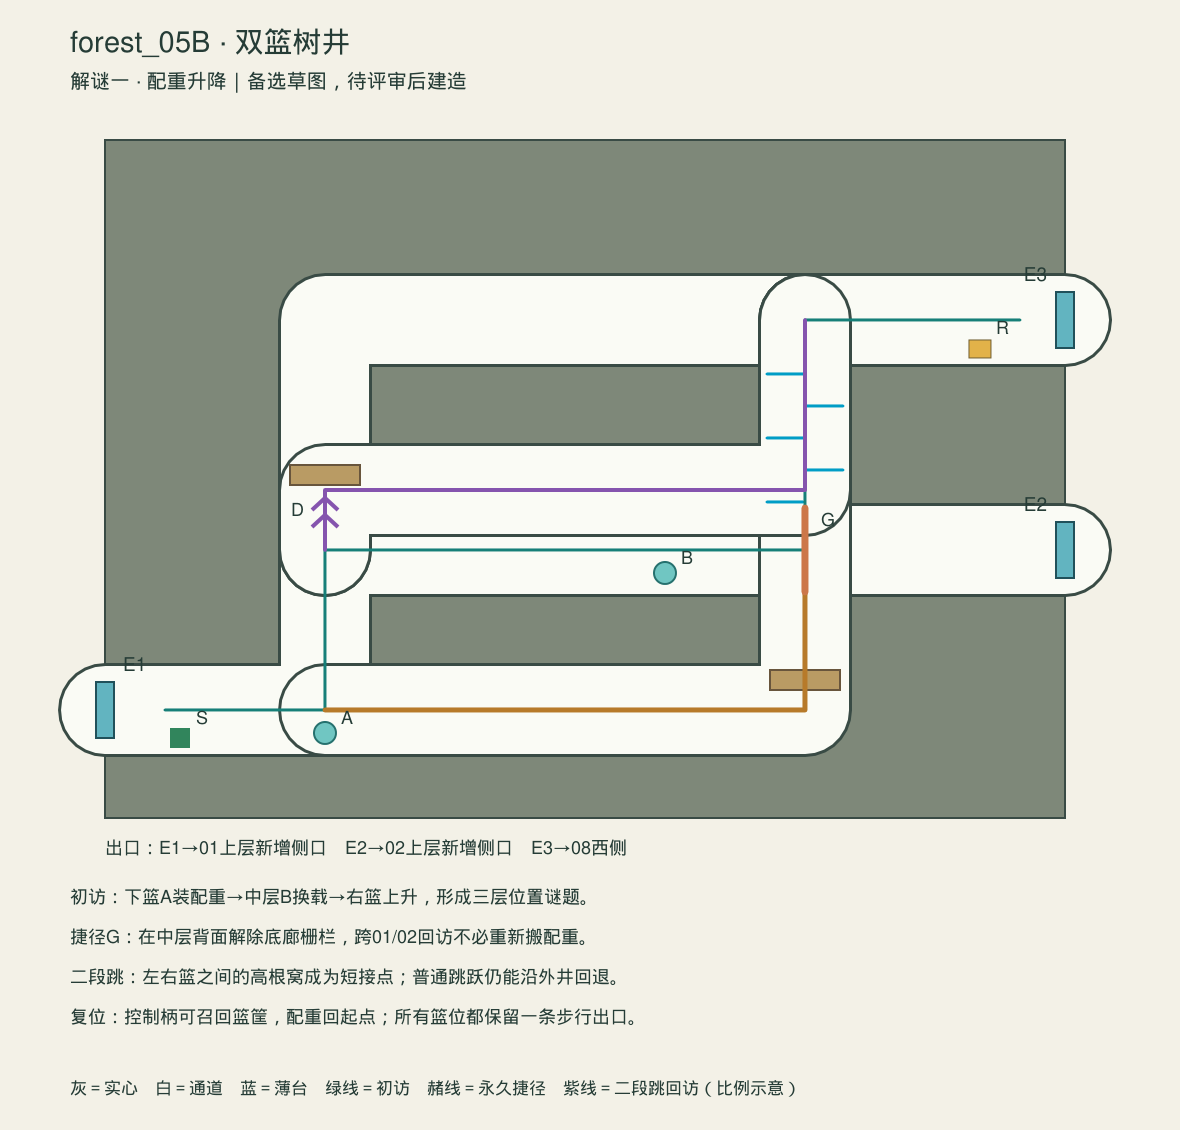 forest_05B · 双篮树井
解谜一 · 配重升降｜备选草图，待评审后建造
E3
R
E2
G
D
B
E1
S
A
出口：E1→01上层新增侧口　E2→02上层新增侧口　E3→08西侧
初访：下篮A装配重→中层B换载→右篮上升，形成三层位置谜题。
捷径G：在中层背面解除底廊栅栏，跨01/02回访不必重新搬配重。
二段跳：左右篮之间的高根窝成为短接点；普通跳跃仍能沿外井回退。
复位：控制柄可召回篮筐，配重回起点；所有篮位都保留一条步行出口。
灰＝实心　白＝通道　蓝＝薄台　绿线＝初访　赭线＝永久捷径　紫线＝二段跳回访（比例示意）